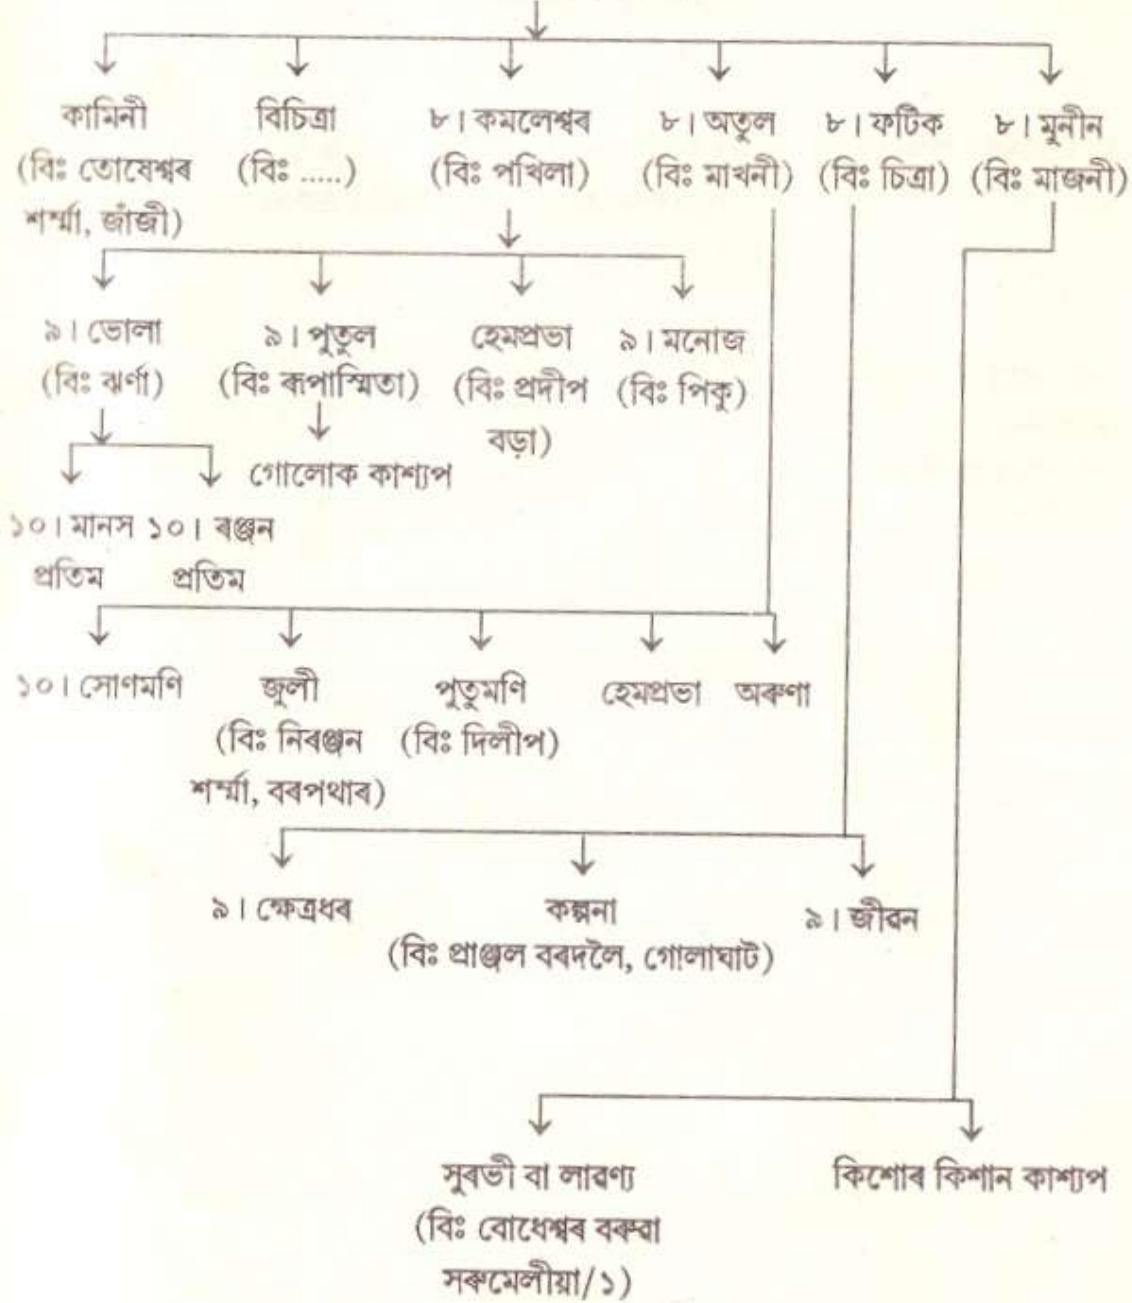 কামিনী বিচিত্ৰা ৮। কমলেশ্বৰ ৮। অতুল ৮। ফটিক ৮। মুনীন
(বিঃ তোষেশ্বৰ (বিঃ .....) (বিঃ পখিলা) (বিঃ মাখনী) (বিঃ চিত্ৰা) (বিঃ মাজনী)
শৰ্ম্মা, জাঁজী)
৯। ভোলা ৯। পুতুল হেমপ্ৰভা ৯। মনোজ
(বিঃ ঝৰ্ণা) (বিঃ ৰূপাস্মিতা) (বিঃ প্ৰদীপ (বিঃ পিকু)
বড়া)
গোলোক কাশ্যপ
১০। মানস ১০। ৰঞ্জন
প্ৰতিম প্ৰতিম
১০। সোণমণি জুলী পুতুমণি হেমপ্ৰভা অৰুণা
(বিঃ নিৰঞ্জন (বিঃ দিলীপ)
শৰ্ম্মা, বৰপথাৰ)
৯। ক্ষেত্ৰধৰ কল্পনা ৯। জীৱন
(বিঃ প্ৰাঞ্জল বৰদলৈ, গোলাঘাট)
সুৰভী বা লাৱণ্য কিশোৰ কিশান কাশ্যপ
(বিঃ বোধেশ্বৰ বৰুৱা
সৰুমেলীয়া/১)